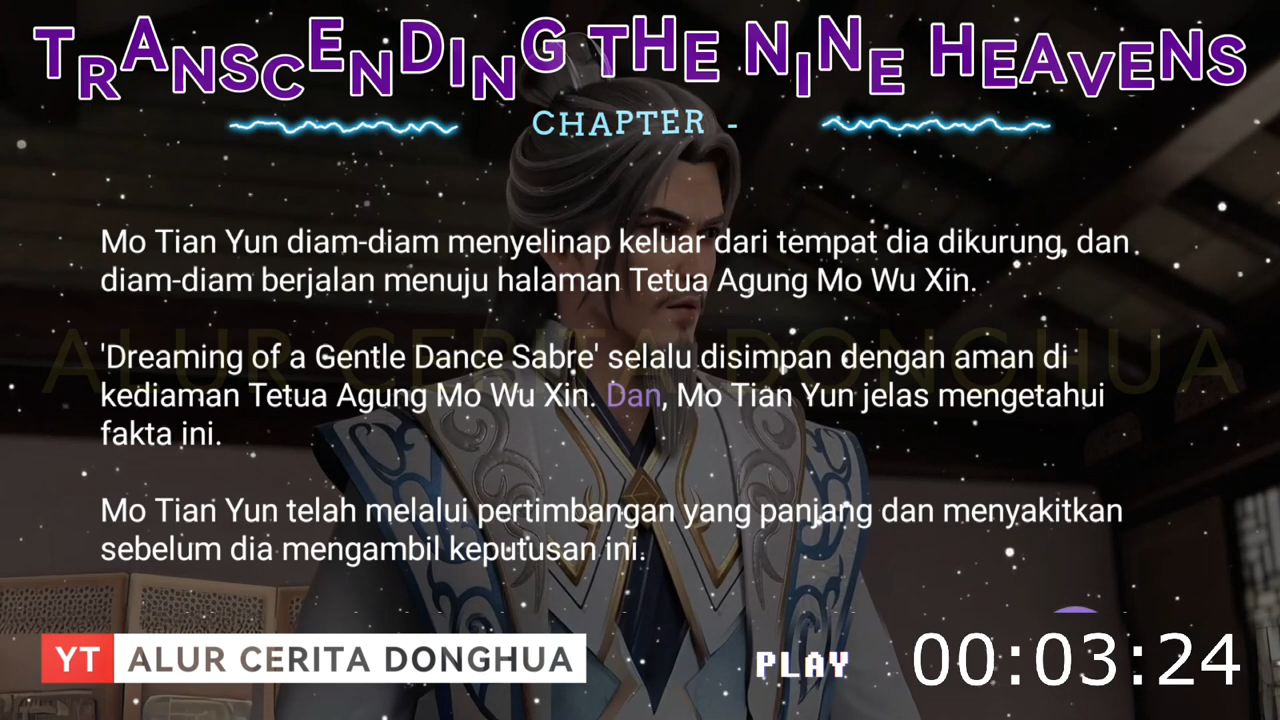 TRANSCENDING THE NINE HEAVENS
CHAPTER -
Mo Tian Yun diam-diam menyelinap keluar dari tempat dia dikurung, dan
diam-diam berjalan menuju halaman Tetua Agung Mo Wu Xin.
ALUR CERITA DONGHUA
'Dreaming of a Gentle Dance Sabre' selalu disimpan dengan aman di
kediaman Tetua Agung Mo Wu Xin. Dan, Mo Tian Yun jelas mengetahui
fakta ini.
Mo Tian Yun telah melalui pertimbangan yang panjang dan menyakitkan
sebelum dia mengambil keputusan ini.
YT ALUR CERITA DONGHUA
PLAY
00:03:24